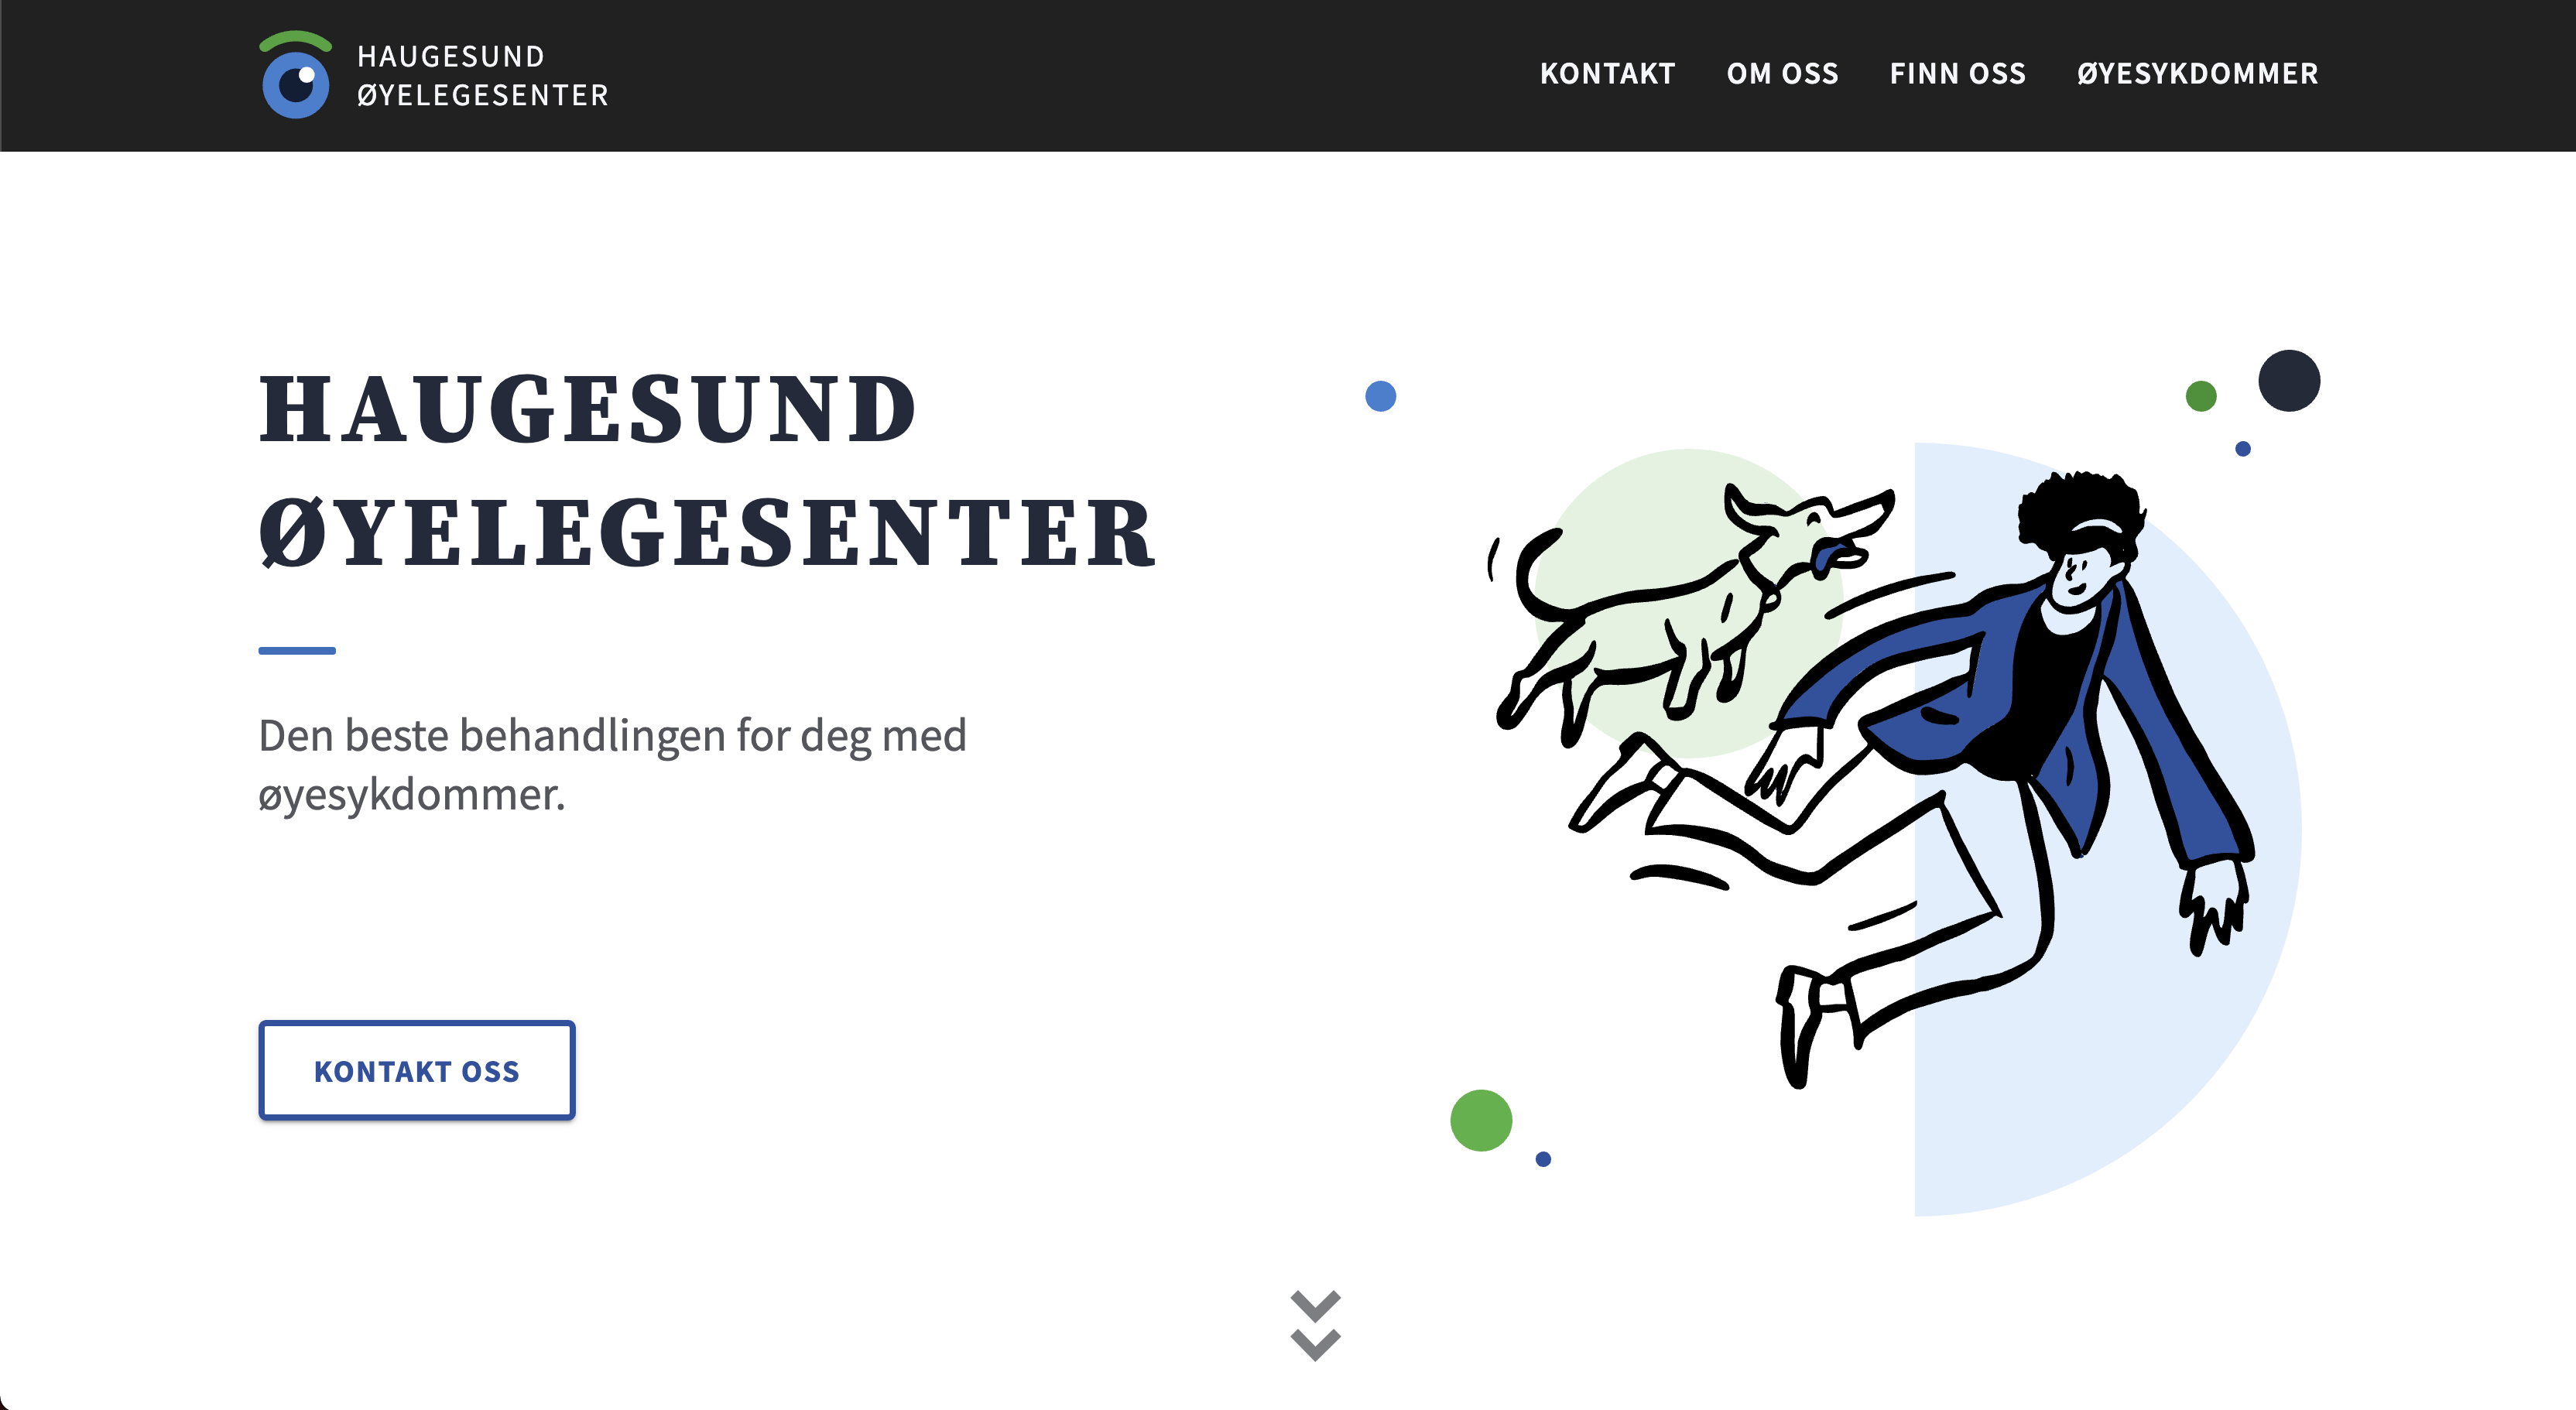 HAUGESUND
ØYELEGESENTER
KONTAKT OM OSS FINN OSS ØYESYKDOMMER
HAUGESUND
ØYELEGESENTER
Den beste behandlingen for deg med
øyesykdommer.
KONTAKT OSS